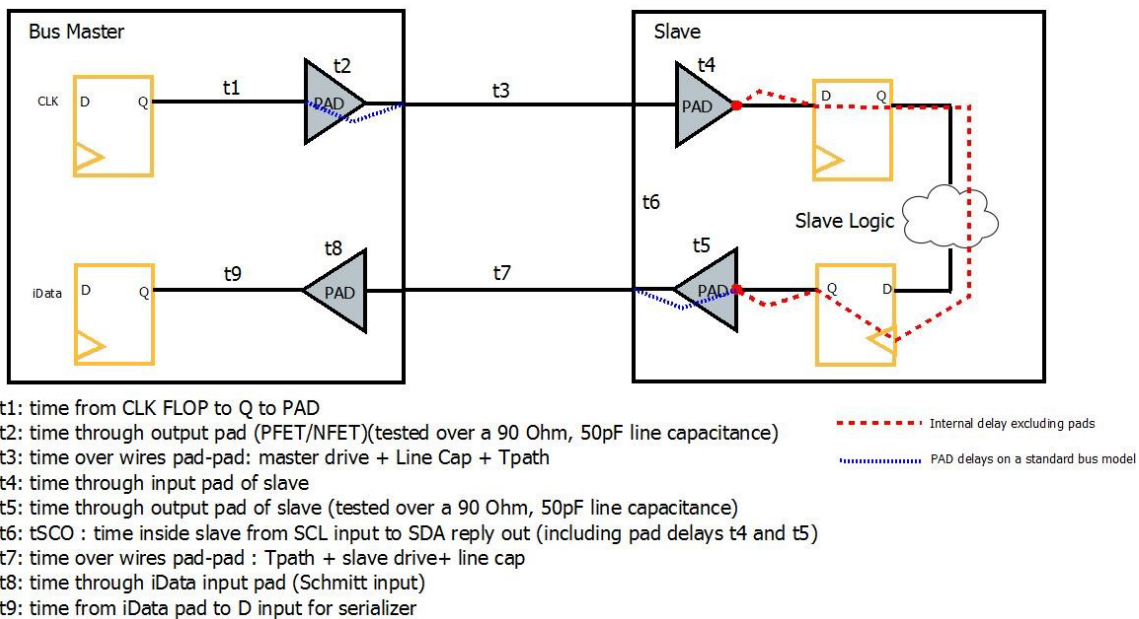 Bus Master
Slave
t2
t4
t1
t3
CLK
D
Q
PAD
PAD
D
Q
t6
Slave Logic
t8
t5
t9
t7
iData
D
Q
PAD
PAD
Q
D
t1: time from CLK FLOP to Q to PAD
t2: time through output pad (PFET/NFET)(tested over a 90 Ohm, 50pF line capacitance)
t3: time over wires pad-pad: master drive + Line Cap + Tpath
t4: time through input pad of slave
t5: time through output pad of slave (tested over a 90 Ohm, 50pF line capacitance)
t6: tSCO : time inside slave from SCL input to SDA reply out (including pad delays t4 and t5)
t7: time over wires pad-pad : Tpath + slave drive+ line cap
t8: time through iData input pad (Schmitt input)
t9: time from iData pad to D input for serializer
Internal delay excluding pads
PAD delays on a standard bus model